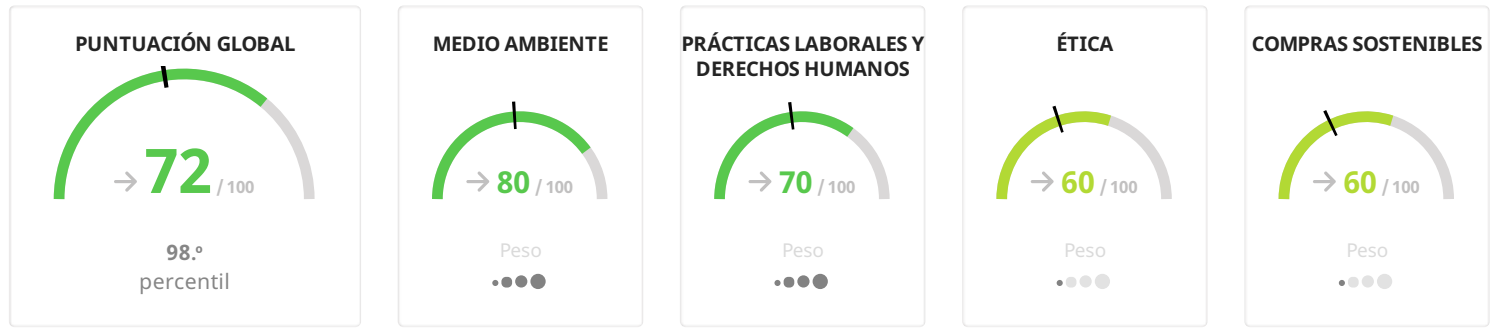 PUNTUACIÓN GLOBAL
→ 72 / 100
98.º
percentil
MEDIO AMBIENTE
→ 80 / 100
Peso
PRÁCTICAS LABORALES Y
DERECHOS HUMANOS
→ 70 / 100
Peso
ÉTICA
→ 60 / 100
Peso
COMPRAS SOSTENIBLES
→ 60 / 100
Peso